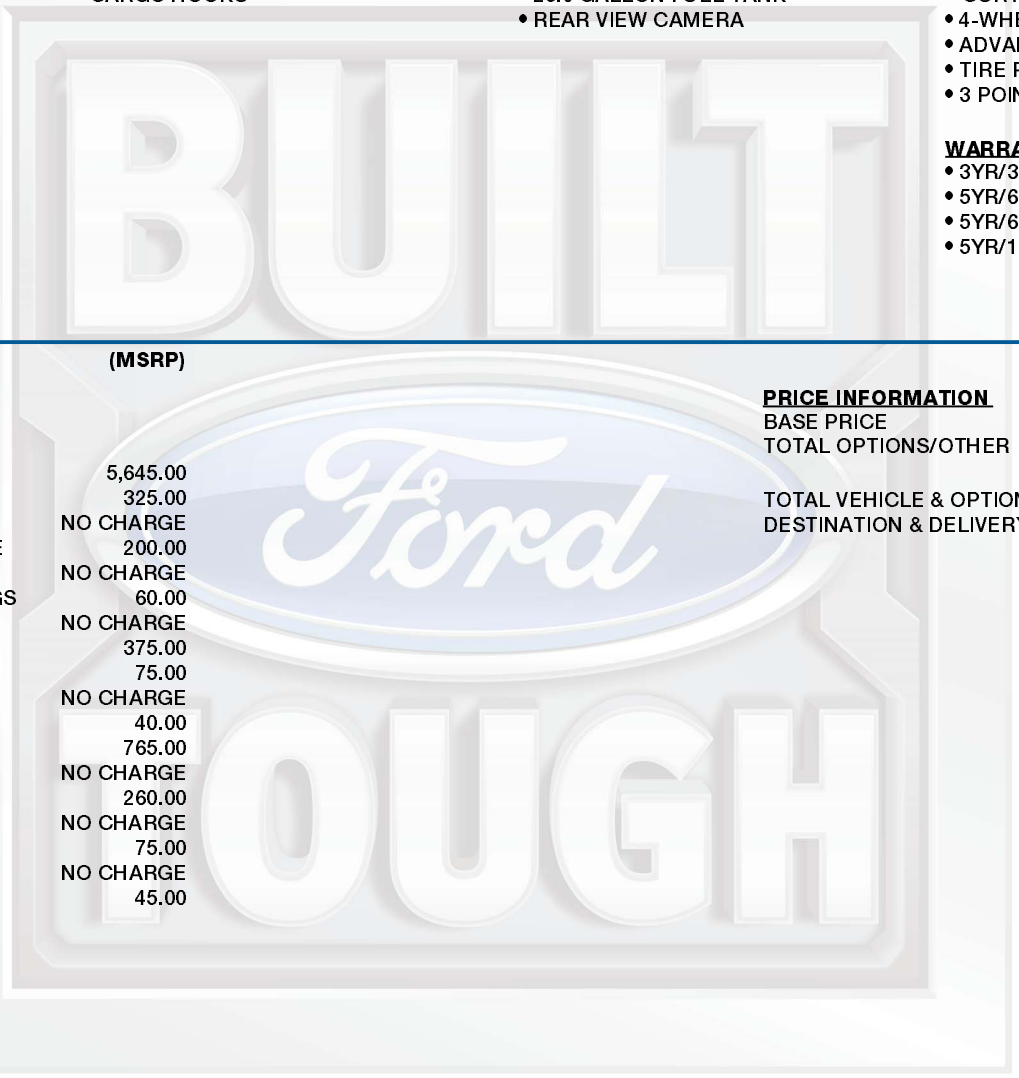 • REAR VIEW CAMERA
• 4-WHE
• ADVA
• TIRE
• 3 POIN
WARRA
• 3YR/3
• 5YR/6
• 5YR/6
• 5YR/1
BUILT
Ford
TOUGH
(MSRP)
5,645.00
325.00
NO CHARGE
E 200.00
NO CHARGE
GS 60.00
NO CHARGE
375.00
75.00
NO CHARGE
40.00
765.00
NO CHARGE
260.00
NO CHARGE
75.00
NO CHARGE
45.00
PRICE INFORMATION
BASE PRICE
TOTAL OPTIONS/OTHER
TOTAL VEHICLE & OPTION
DESTINATION & DELIVERY